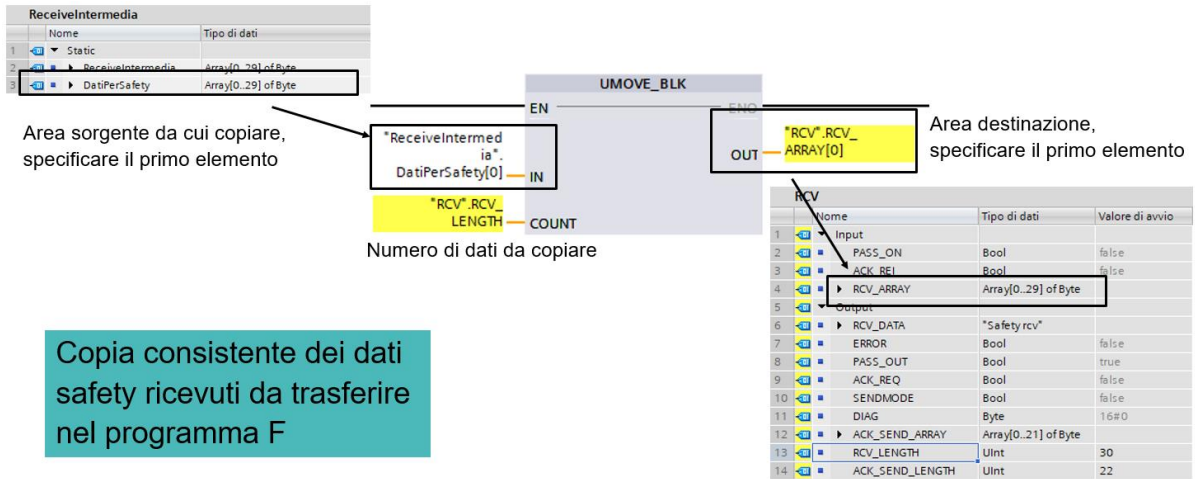 ReceiveIntermedia
Nome Tipo di dati
1 Static
2 ReceiveIntermedia Array[0..29] of Byte
3 DatiPerSafety Array[0..29] of Byte
Area sorgente da cui copiare,
specificare il primo elemento
UMOVE_BLK
EN ENO
"ReceiveIntermed
ia".
DatiPerSafety[0] IN
"RCV".RCV_
LENGTH COUNT
Numero di dati da copiare
"RCV".RCV_
OUT ARRAY[0]
Area destinazione,
specificare il primo elemento
RCV
Nome Tipo di dati Valore di avvio
1 Input
2 PASS_ON Bool false
3 ACK_REI Bool false
4 RCV_ARRAY Array[0..29] of Byte
5 Output
6 RCV_DATA "Safety rcv"
7 ERROR Bool false
8 PASS_OUT Bool true
9 ACK_REQ Bool false
10 SENDMODE Bool false
11 DIAG Byte 16#0
12 ACK_SEND_ARRAY Array[0..21] of Byte
13 RCV_LENGTH UInt 30
14 ACK_SEND_LENGTH UInt 22
Copia consistente dei dati
safety ricevuti da trasferire
nel programma F